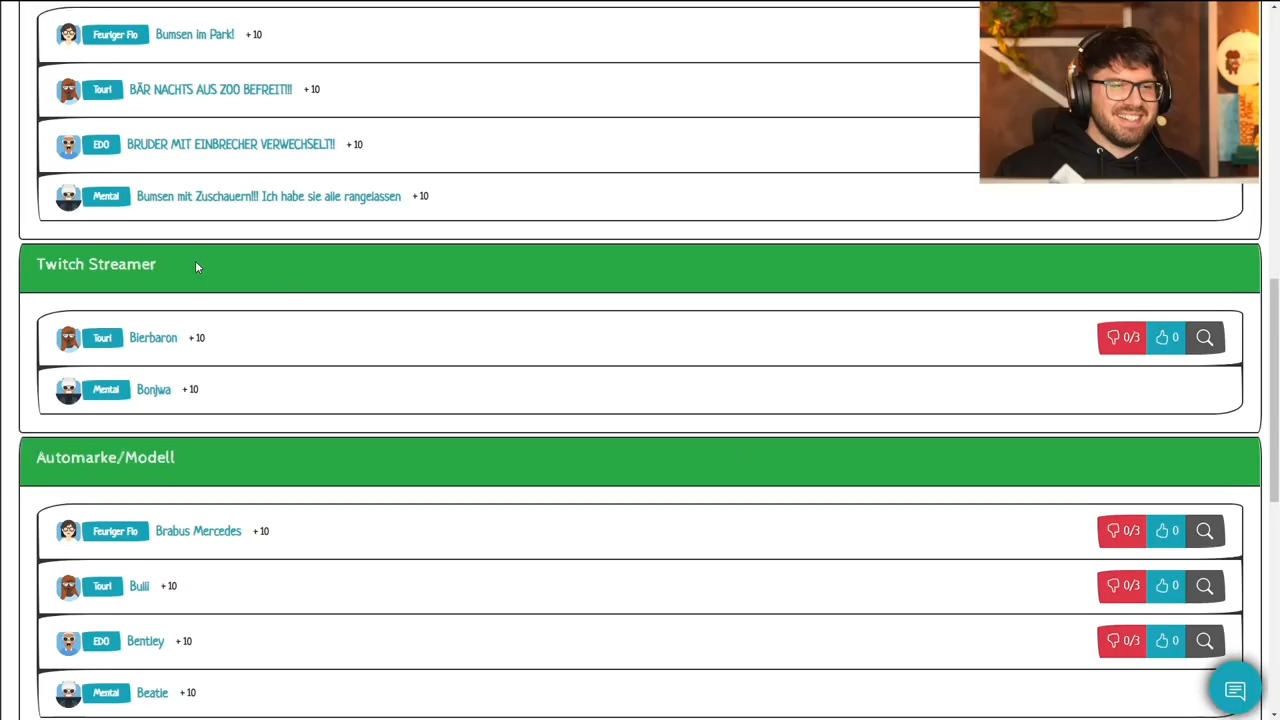 Feuriger Flo Bumsen im Park! +10
Touri BÄR NACHTS AUS ZOO BEFREIT!!! +10
EDO BRUDER MIT EINBRECHER VERWECHSELT!! +10
Mental Bumsen mit Zuschauern!!! Ich habe sie alle rangelassen +10
Twitch Streamer
Touri Bierbaron +10 0/3 0
Mental Bonjwa +10
Automarke/Modell
Feuriger Flo Brabus Mercedes +10 0/3 0
Touri Bulli +10 0/3 0
EDO Bentley +10 0/3 0
Mental Beatle +10